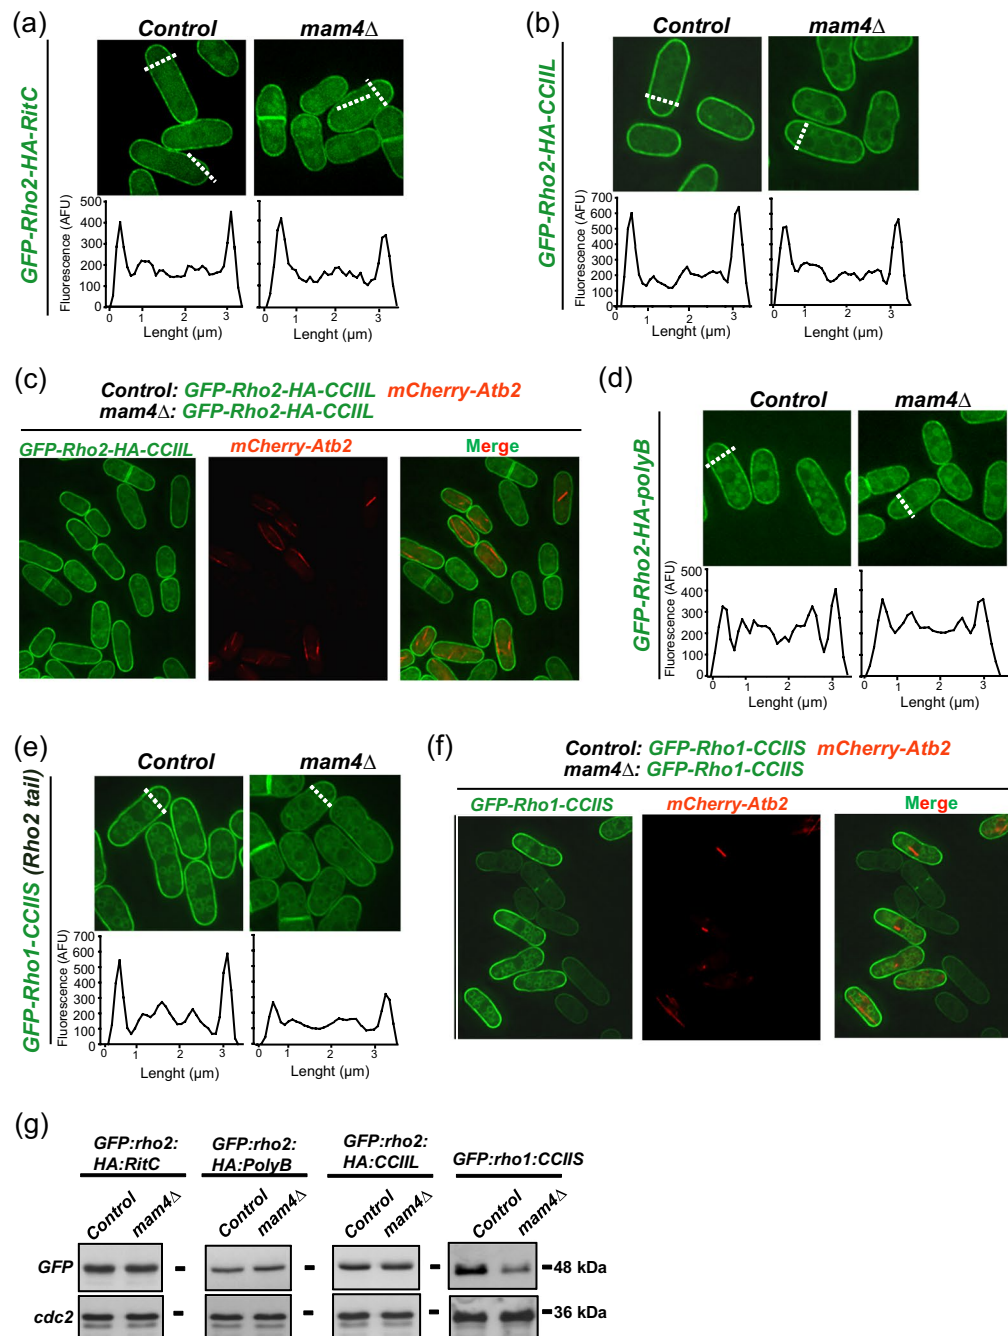 (a)
Control mam4Δ
GFP-Rho2-HA-RitC
Fluorescence (AFU)
500
400
300
200
100
0
0 1 2 3 0 1 2 3
Lenght (µm) Lenght (µm)
(b)
Control mam4Δ
GFP-Rho2-HA-CCIIL
Fluorescence (AFU)
700
600
500
400
300
200
100
0
1 2 3 1 2 3
Lenght (µm) Lenght (µm)
(c)
Control: GFP-Rho2-HA-CCIIL mCherry-Atb2
mam4Δ: GFP-Rho2-HA-CCIIL
GFP-Rho2-HA-CCIIL mCherry-Atb2 Merge
(d)
Control mam4Δ
GFP-Rho2-HA-polyB
Fluorescence (AFU)
500
400
300
200
100
0
0 1 2 3 0 1 2 3
Lenght (µm) Lenght (µm)
(e)
Control mam4Δ
GFP-Rho1-CCIIS (Rho2 tail)
Fluorescence (AFU)
700
600
500
400
300
200
100
0
0 1 2 3 0 1 2 3
Lenght (µm) Lenght (µm)
(f)
Control: GFP-Rho1-CCIIS mCherry-Atb2
mam4Δ: GFP-Rho1-CCIIS
GFP-Rho1-CCIIS mCherry-Atb2 Merge
(g)
GFP:rho2:
HA:RitC
GFP:rho2:
HA:PolyB
GFP:rho2:
HA:CCIIL
GFP:rho1:CCIIS
Control mam4Δ Control mam4Δ Control mam4Δ Control mam4Δ
GFP 48 kDa
cdc2 36 kDa